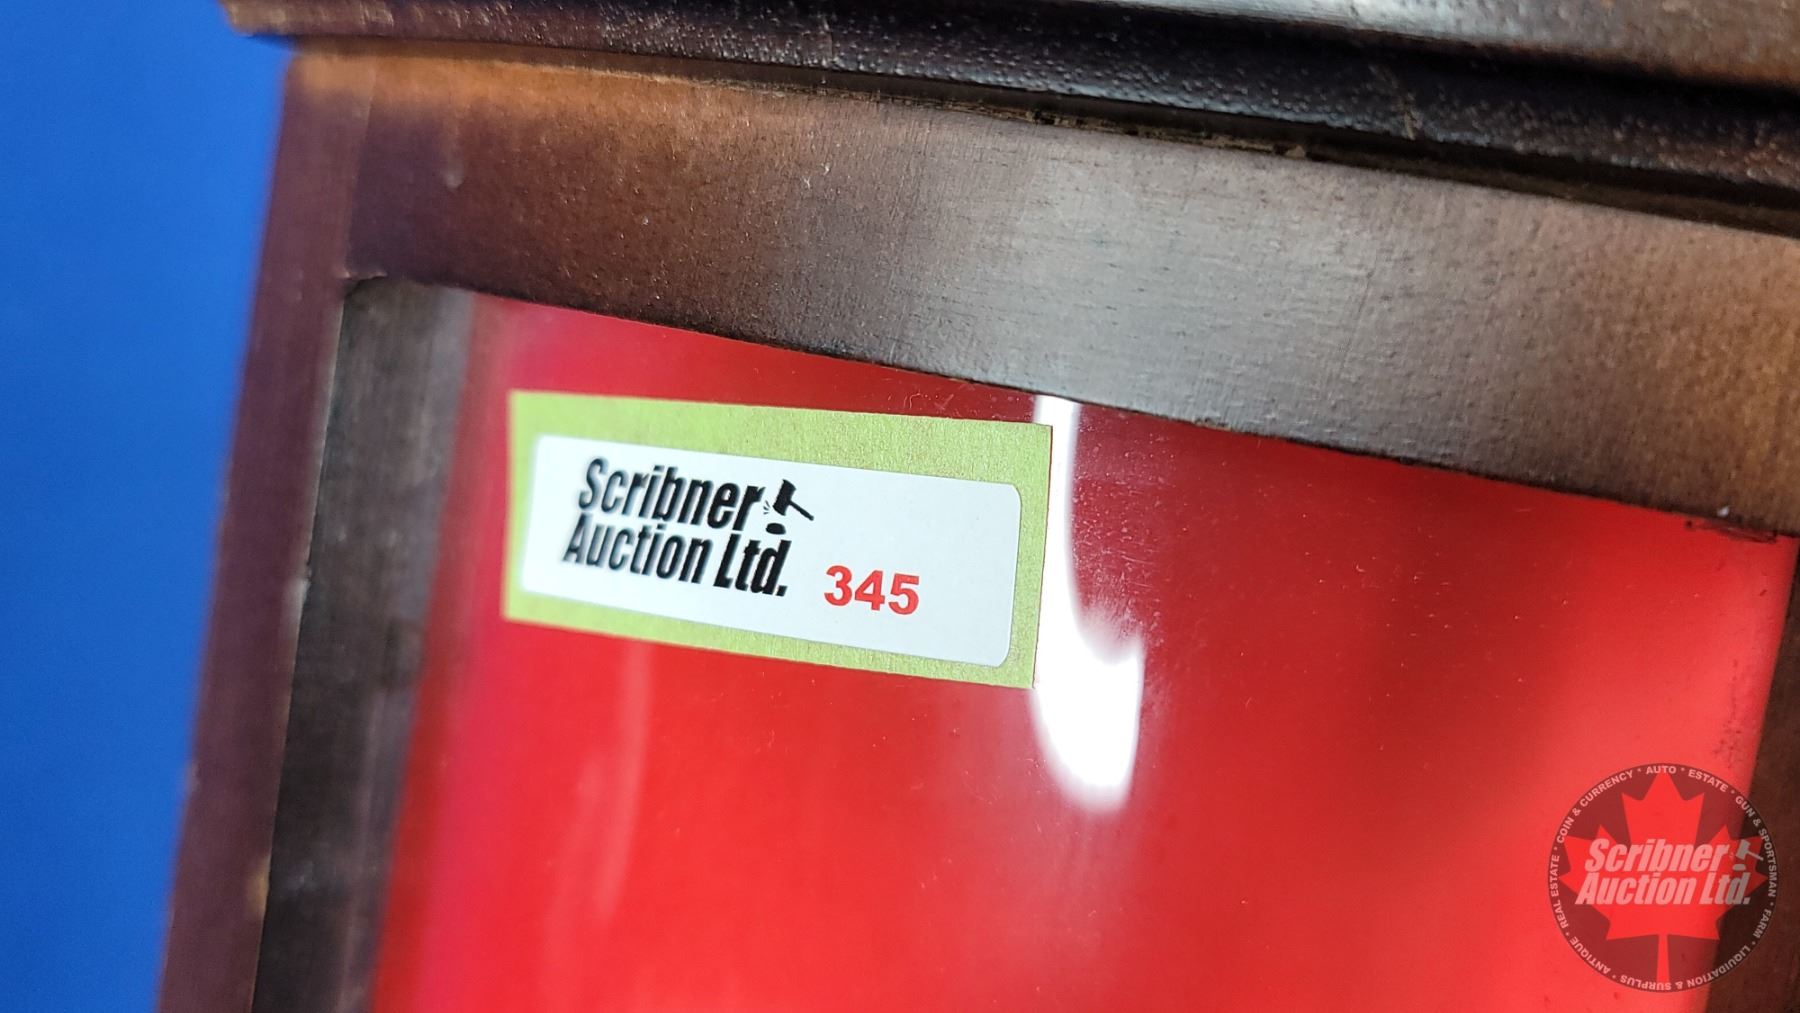 Scribner
Auction Ltd.
345
REAL ESTATE * COIN & CURRENCY * AUTO * ESTATE * GUN & SPORTSMAN * FARM * LIQUIDATION & SURPLUS * ANTIQUE *
Scribner
Auction Ltd.